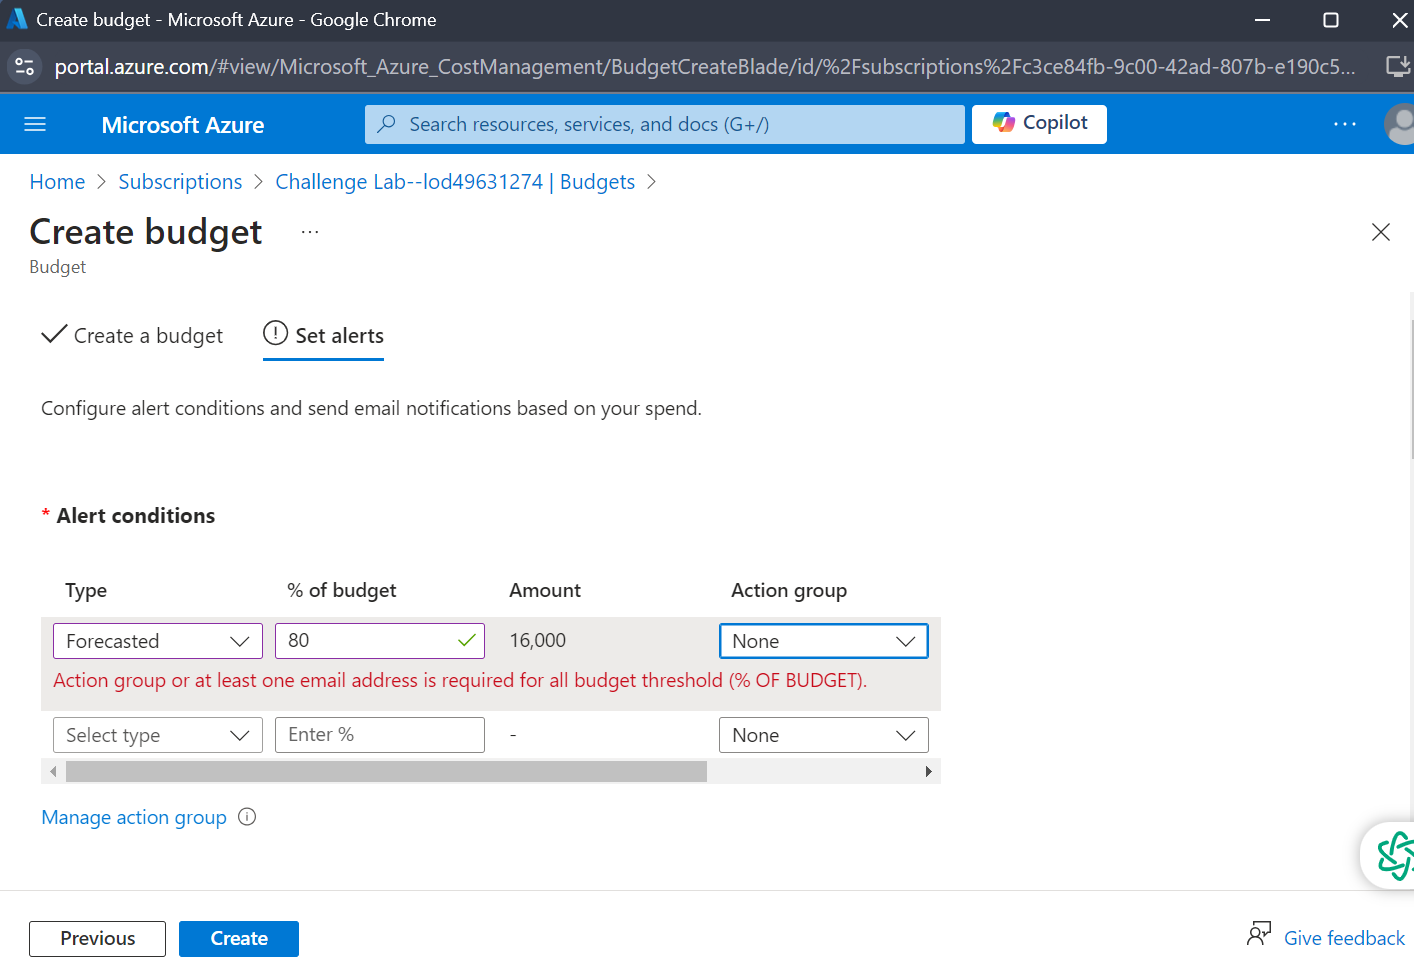 Create budget - Microsoft Azure - Google Chrome
portal.azure.com/#view/Microsoft_Azure_CostManagement/BudgetCreateBlade/id/%2Fsubscriptions%2Fc3ce84fb-9c00-42ad-807b-e190c5...
Microsoft Azure
Search resources, services, and docs (G+/)
Copilot
Home > Subscriptions > Challenge Lab--lod49631274 | Budgets >
Create budget ...
Budget
Create a budget
Set alerts
Configure alert conditions and send email notifications based on your spend.
* Alert conditions
Type % of budget Amount Action group
Forecasted 80 16,000 None
Action group or at least one email address is required for all budget threshold (% OF BUDGET).
Select type Enter % - None
Manage action group
Previous Create
Give feedback